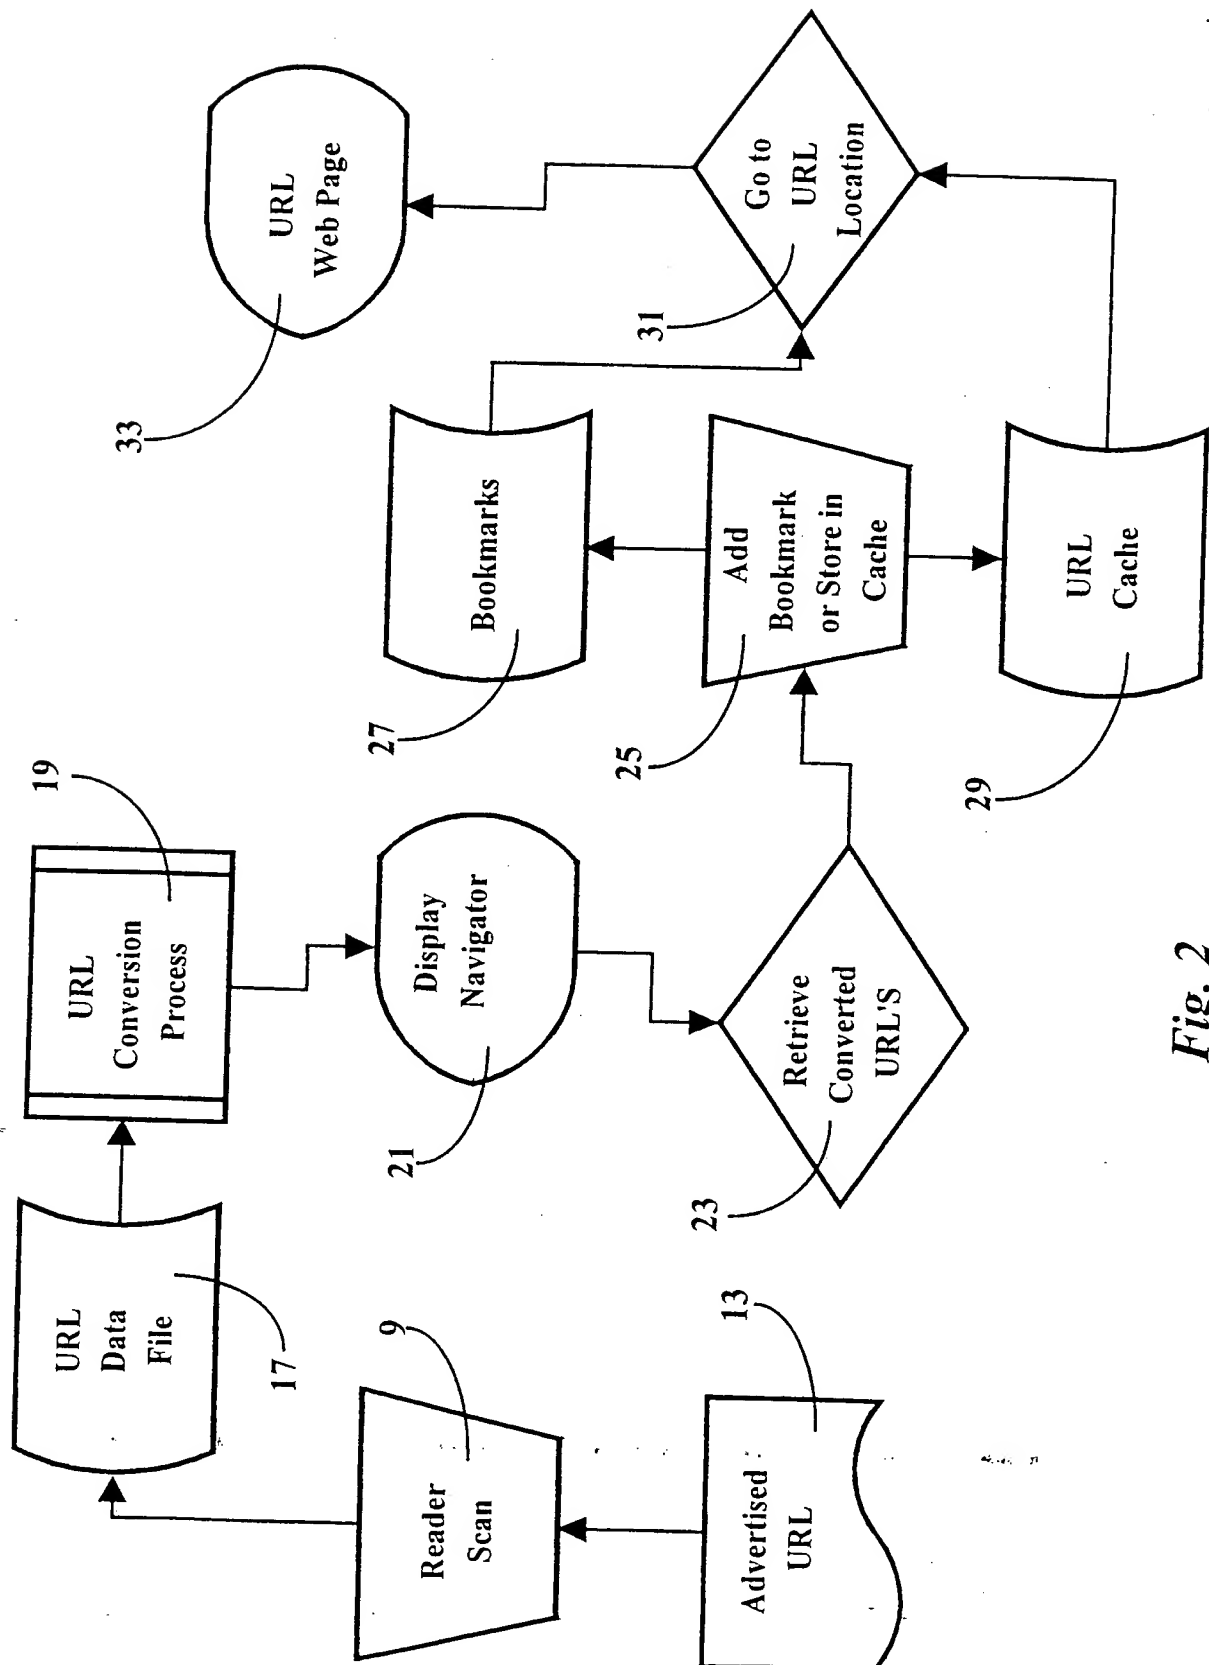 Advertised
URL
13
Reader
Scan
9
URL
Data
File
17
URL
Conversion
Process
19
Display
Navigator
21
Retrieve
Converted
URL'S
23
Add
Bookmark
or Store in
Cache
25
Bookmarks
27
URL
Cache
29
Go to
URL
Location
31
URL
Web Page
33
Fig. 2